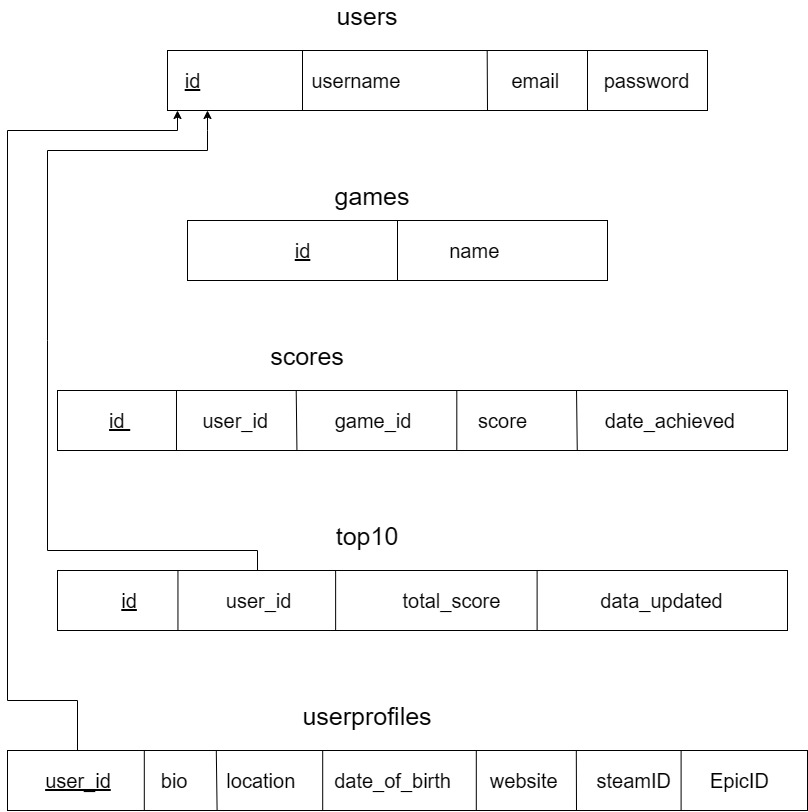 users
id username email password
games
id name
scores
id user_id game_id score date_achieved
top10
id user_id total_score data_updated
userprofiles
user_id bio location date_of_birth website steamID EpicID